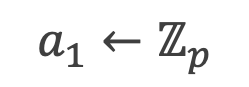 a₁ ← ℤₚ